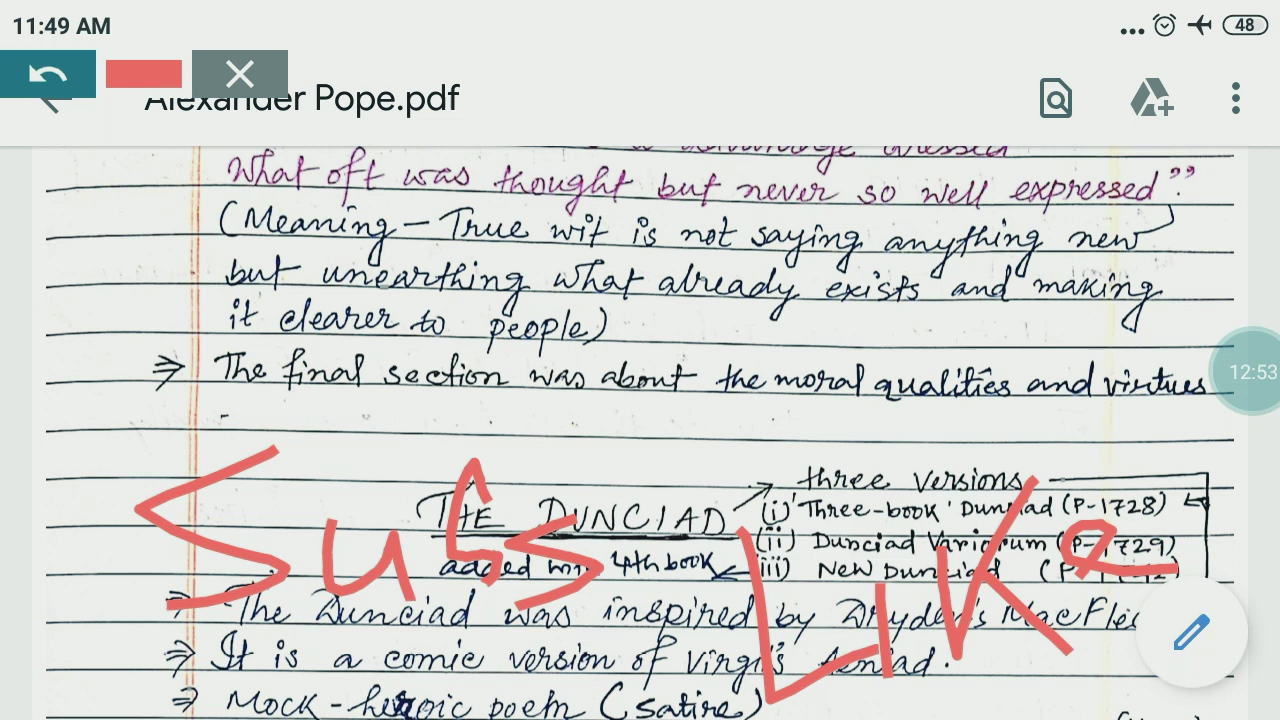 11:49 AM
48
Alexander Pope.pdf
What oft was thought but never so well expressed"
(Meaning - True wit is not saying anything new
but unearthing what already exists and making
it clearer to people)
12:53
⇒ The final section was about the moral qualities and virtues
THE DUNCIAD
three versions
(i) 'Three-book' Dunciad (P-1728)
(ii) Dunciad Variorum (P-1729)
(iii) New Dunciad
added 4th book
SUBS LIKE
⇒ The Dunciad was inspired by Dryden's MacFlec
⇒ It is a comic version of Virgil's Aeniad.
⇒ Mock-heroic poem (satire)